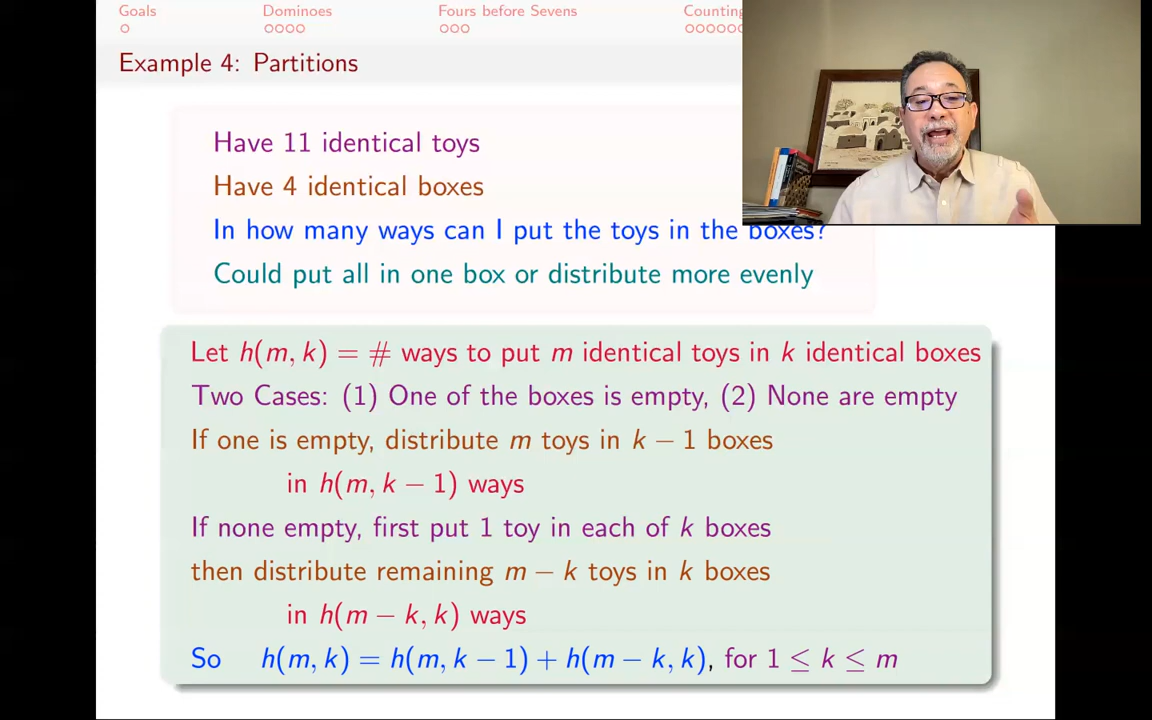 Goals Dominoes Fours before Sevens Counting
Example 4: Partitions
Have 11 identical toys
Have 4 identical boxes
In how many ways can I put the toys in the boxes?
Could put all in one box or distribute more evenly
Let h(m, k) = # ways to put m identical toys in k identical boxes
Two Cases: (1) One of the boxes is empty, (2) None are empty
If one is empty, distribute m toys in k − 1 boxes
in h(m, k − 1) ways
If none empty, first put 1 toy in each of k boxes
then distribute remaining m − k toys in k boxes
in h(m − k, k) ways
So h(m, k) = h(m, k − 1) + h(m − k, k), for 1 ≤ k ≤ m